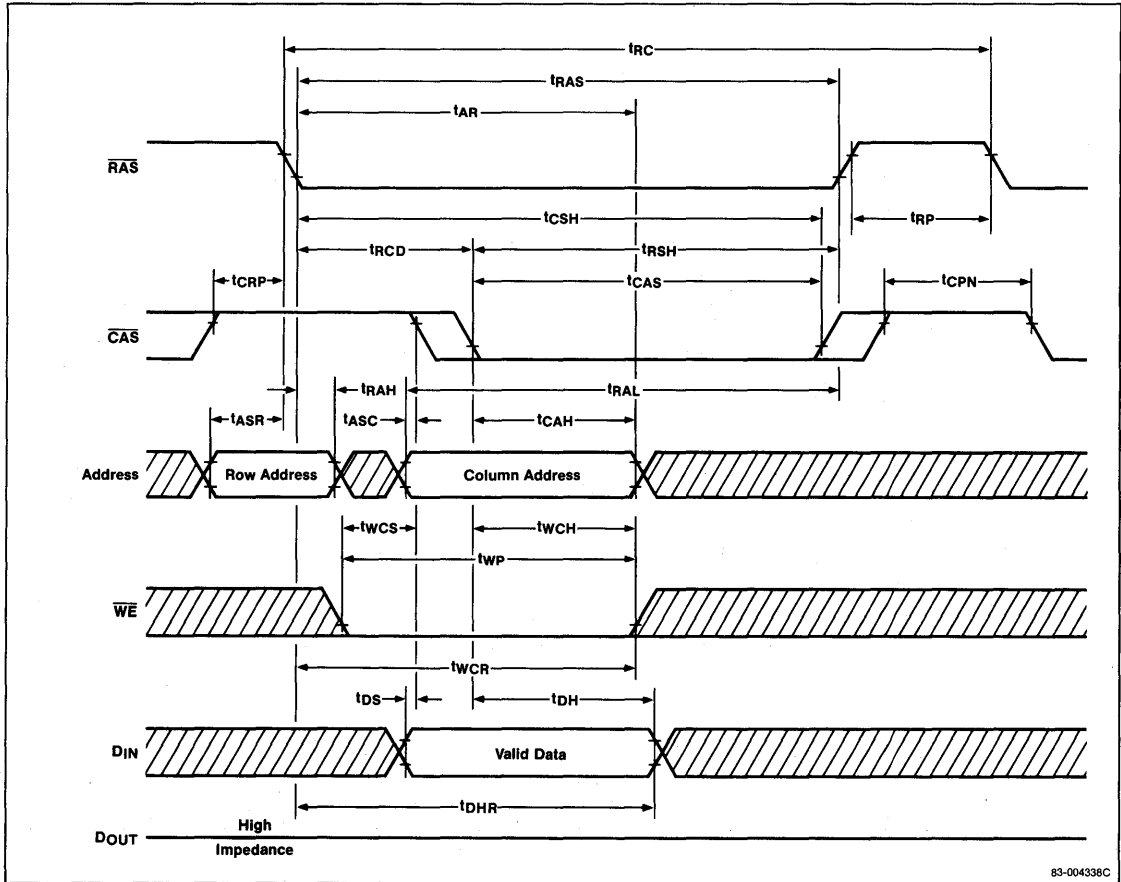 tRC
tRAS
tAR
RAS
tCSH
tRP
tRCD
tRSH
tCRP
tCAS
tCPN
CAS
tRAH
tRAL
tASR
tASC
tCAH
Address
Row Address
Column Address
tWCS
tWCH
tWP
WE
tWCR
tDS
tDH
DIN
Valid Data
tDHR
DOUT
High
Impedance
83-004338C